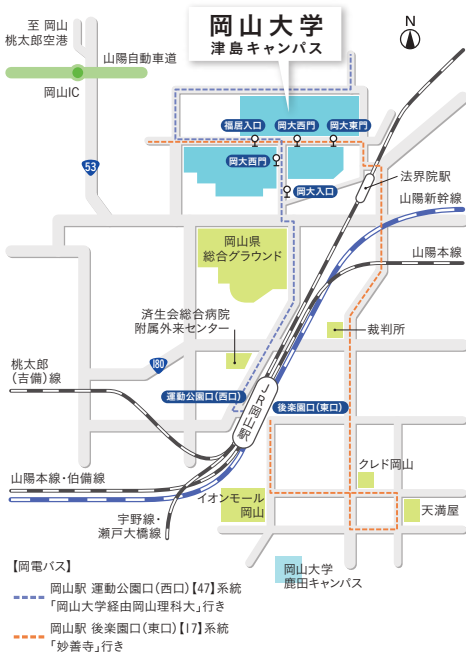 岡山大学
津島キャンパス
N
至 岡山
桃太郎空港
山陽自動車道
岡山IC
福居入口
岡大西門
岡大東門
岡大西門
53
岡大入口
法界院駅
山陽新幹線
岡山県
総合グラウンド
山陽本線
済生会総合病院
附属外来センター
裁判所
桃太郎
(吉備)線
180
運動公園口(西口)
JR岡山駅
後楽園口(東口)
クレド岡山
山陽本線・伯備線
イオンモール
岡山
天満屋
宇野線・
瀬戸大橋線
岡山大学
鹿田キャンパス
【岡電バス】
岡山駅 運動公園口(西口)【47】系統
「岡山大学経由岡山理科大」行き
岡山駅 後楽園口(東口)【17】系統
「妙善寺」行き